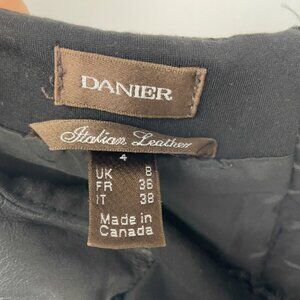 DANIER
Italian Leather
4
UK 8
FR 36
IT 38
Made in
Canada